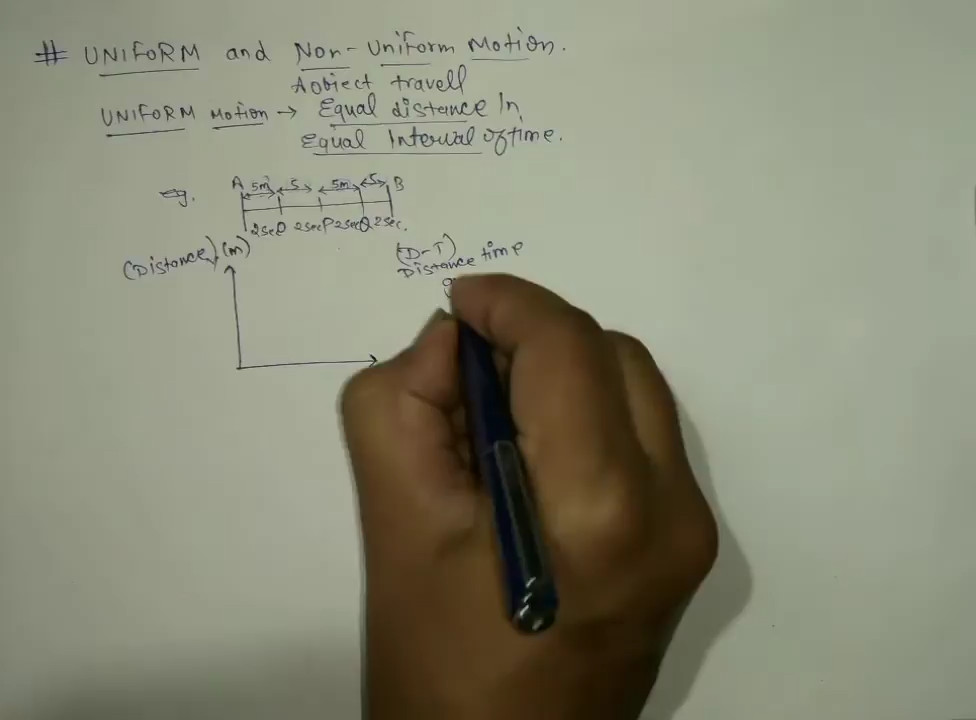 # UNIFORM and Non-Uniform Motion.
A object travell
UNIFORM Motion → Equal distance In
Equal Interval of time.
eg. A 5m 5 5m 5 B
2sec 2sec P 2sec Q 2sec.
(Distance) (m)
(D-T)
Distance time